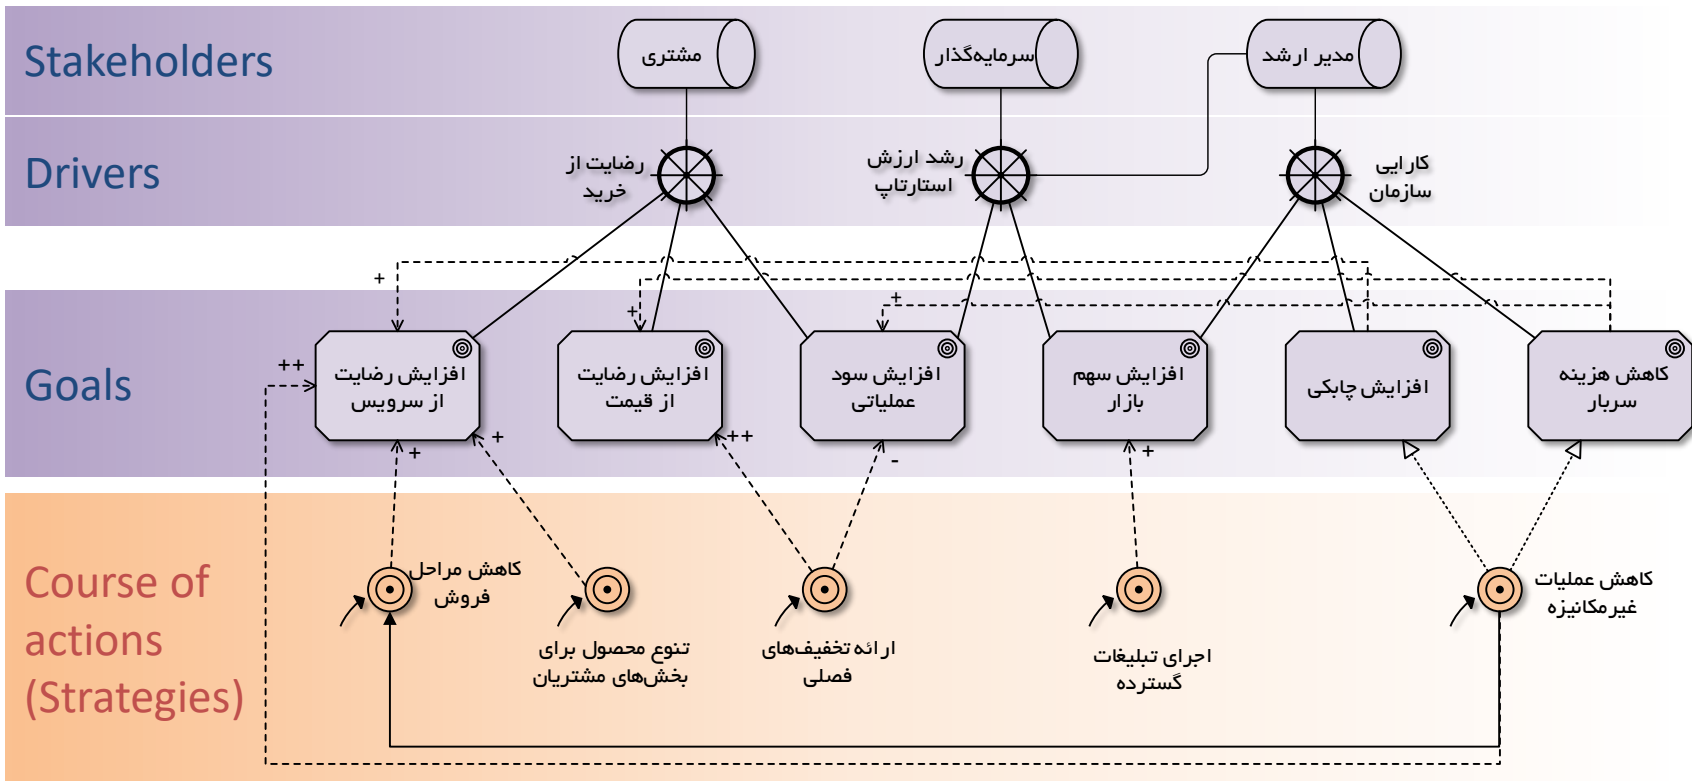 Stakeholders
مشتری
سرمایه‌گذار
مدیر ارشد
Drivers
رضایت از
خرید
رشد ارزش
استارتاپ
کارایی
سازمان
+
+
+
Goals
++
افزایش رضایت
از سرویس
افزایش رضایت
از قیمت
افزایش سود
عملیاتی
افزایش سهم
بازار
افزایش چابکی
کاهش هزینه
سربار
+
+
++
-
+
Course of
actions
(Strategies)
کاهش مراحل
فروش
تنوع محصول برای
بخش‌های مشتریان
ارائه تخفیف‌های
فصلی
اجرای تبلیغات
گسترده
کاهش عملیات
غیرمکانیزه